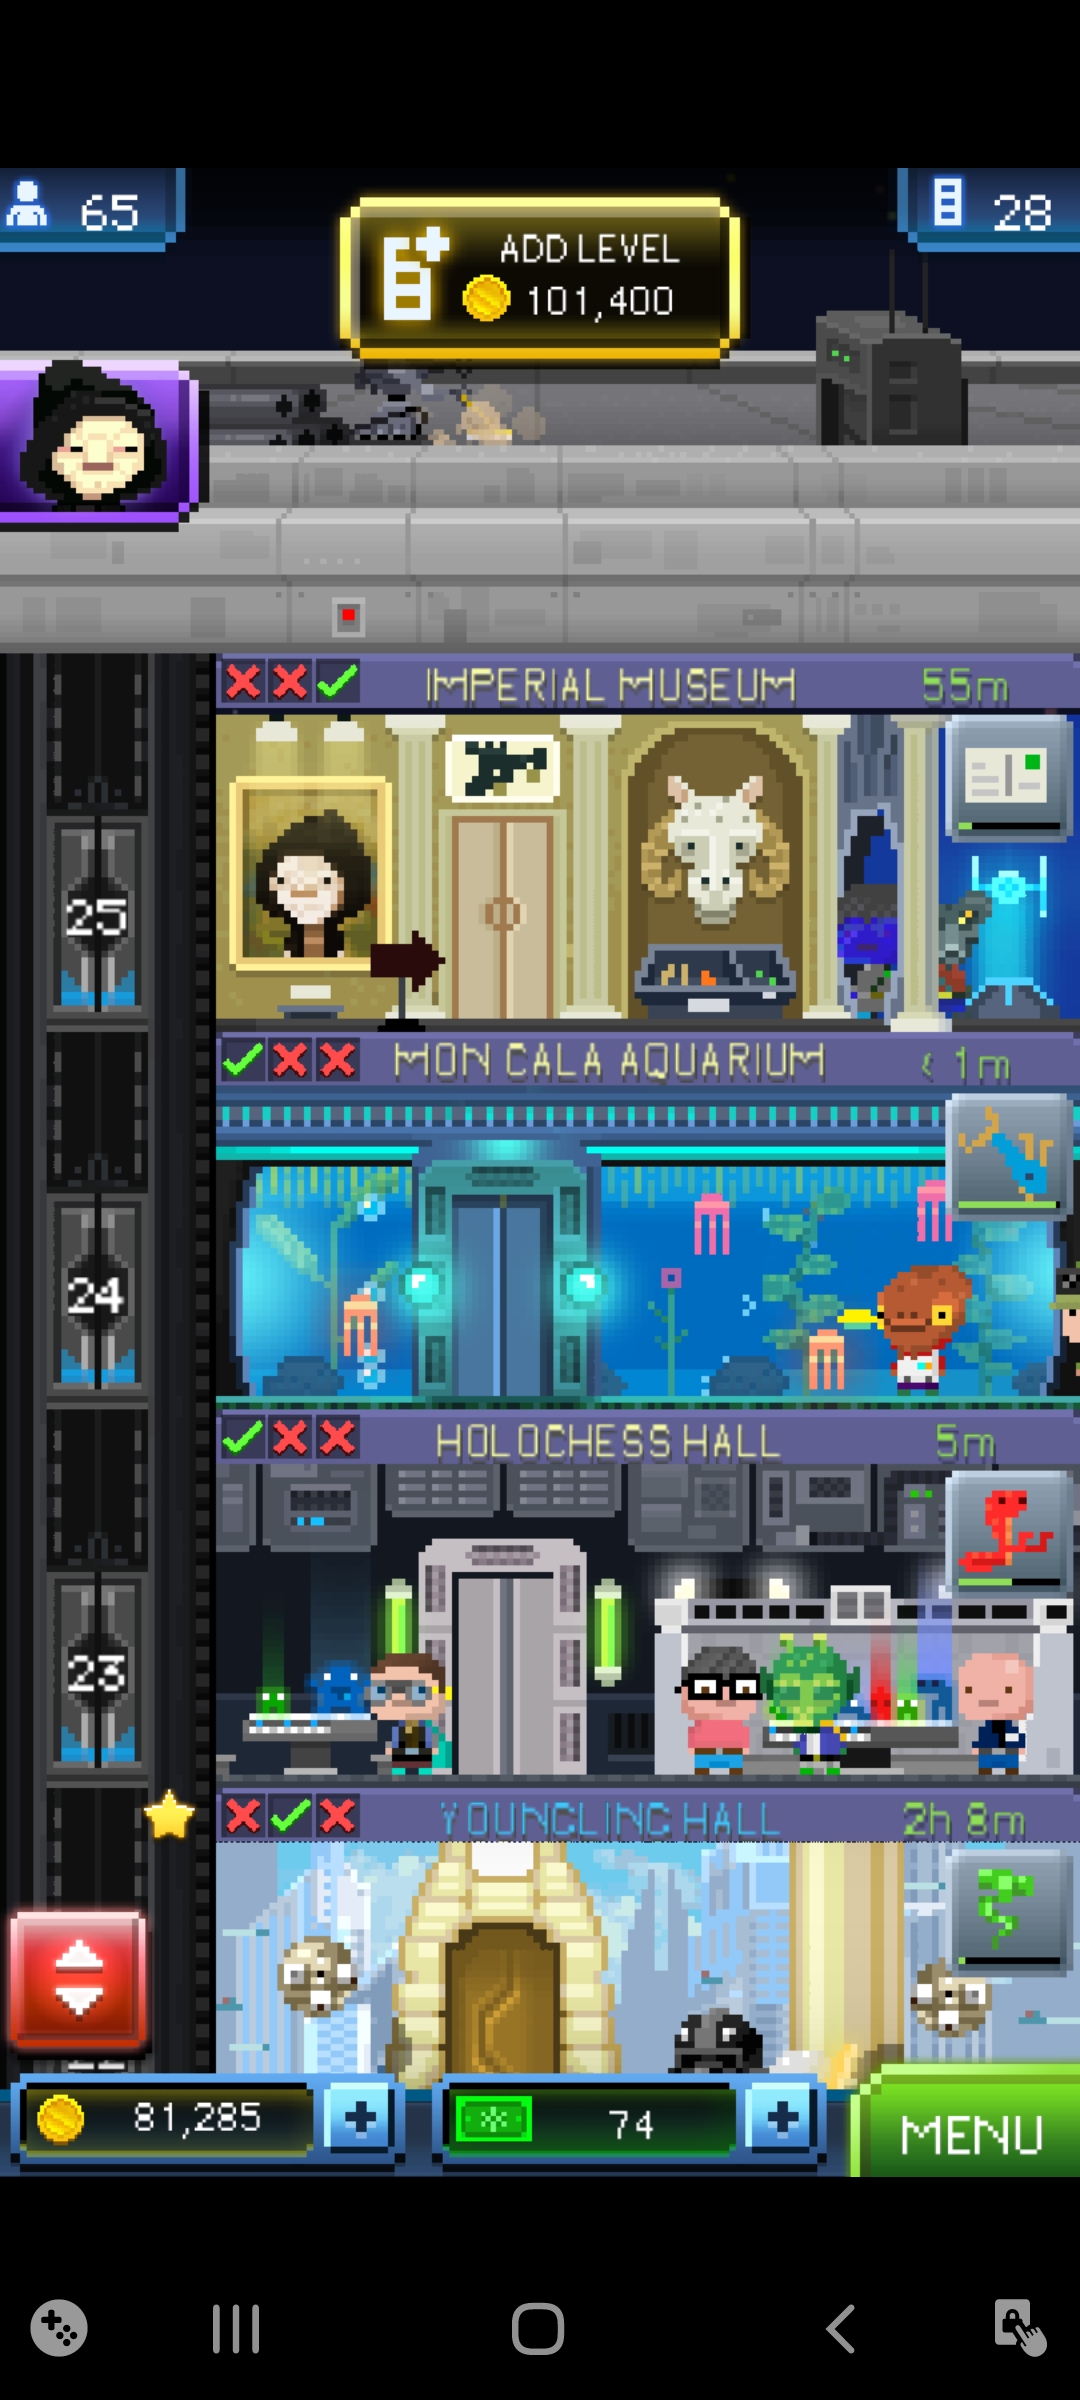 65
ADD LEVEL
101,400
28
IMPERIAL MUSEUM 55m
25
MON CALA AQUARIUM < 1m
24
HOLOCHESS HALL 5m
23
YOUNGLING HALL 2h 8m
81,285
74
MENU